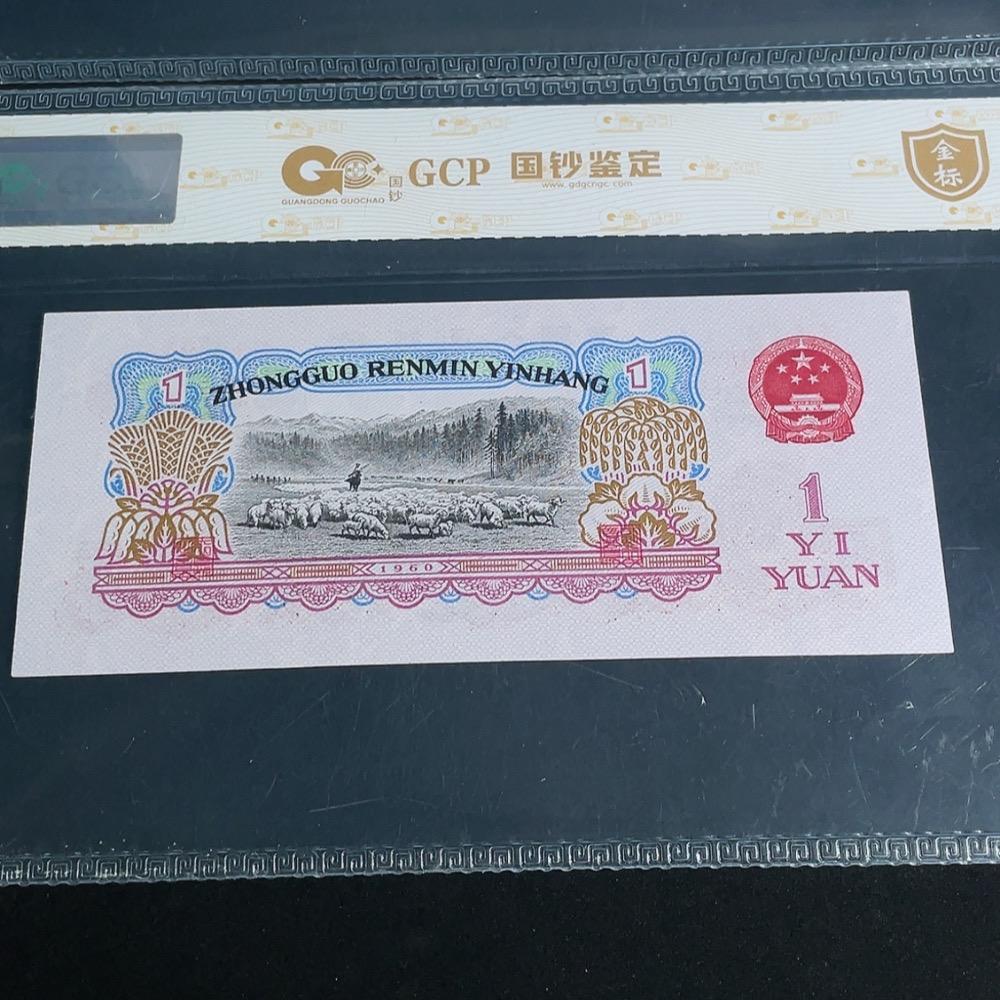 GC
国钞
GUANGDONG GUOCHAO
GCP 国钞鉴定
www.gdgcngc.com
金标
1 ZHONGGUO RENMIN YINHANG 1
1960
1
YI
YUAN